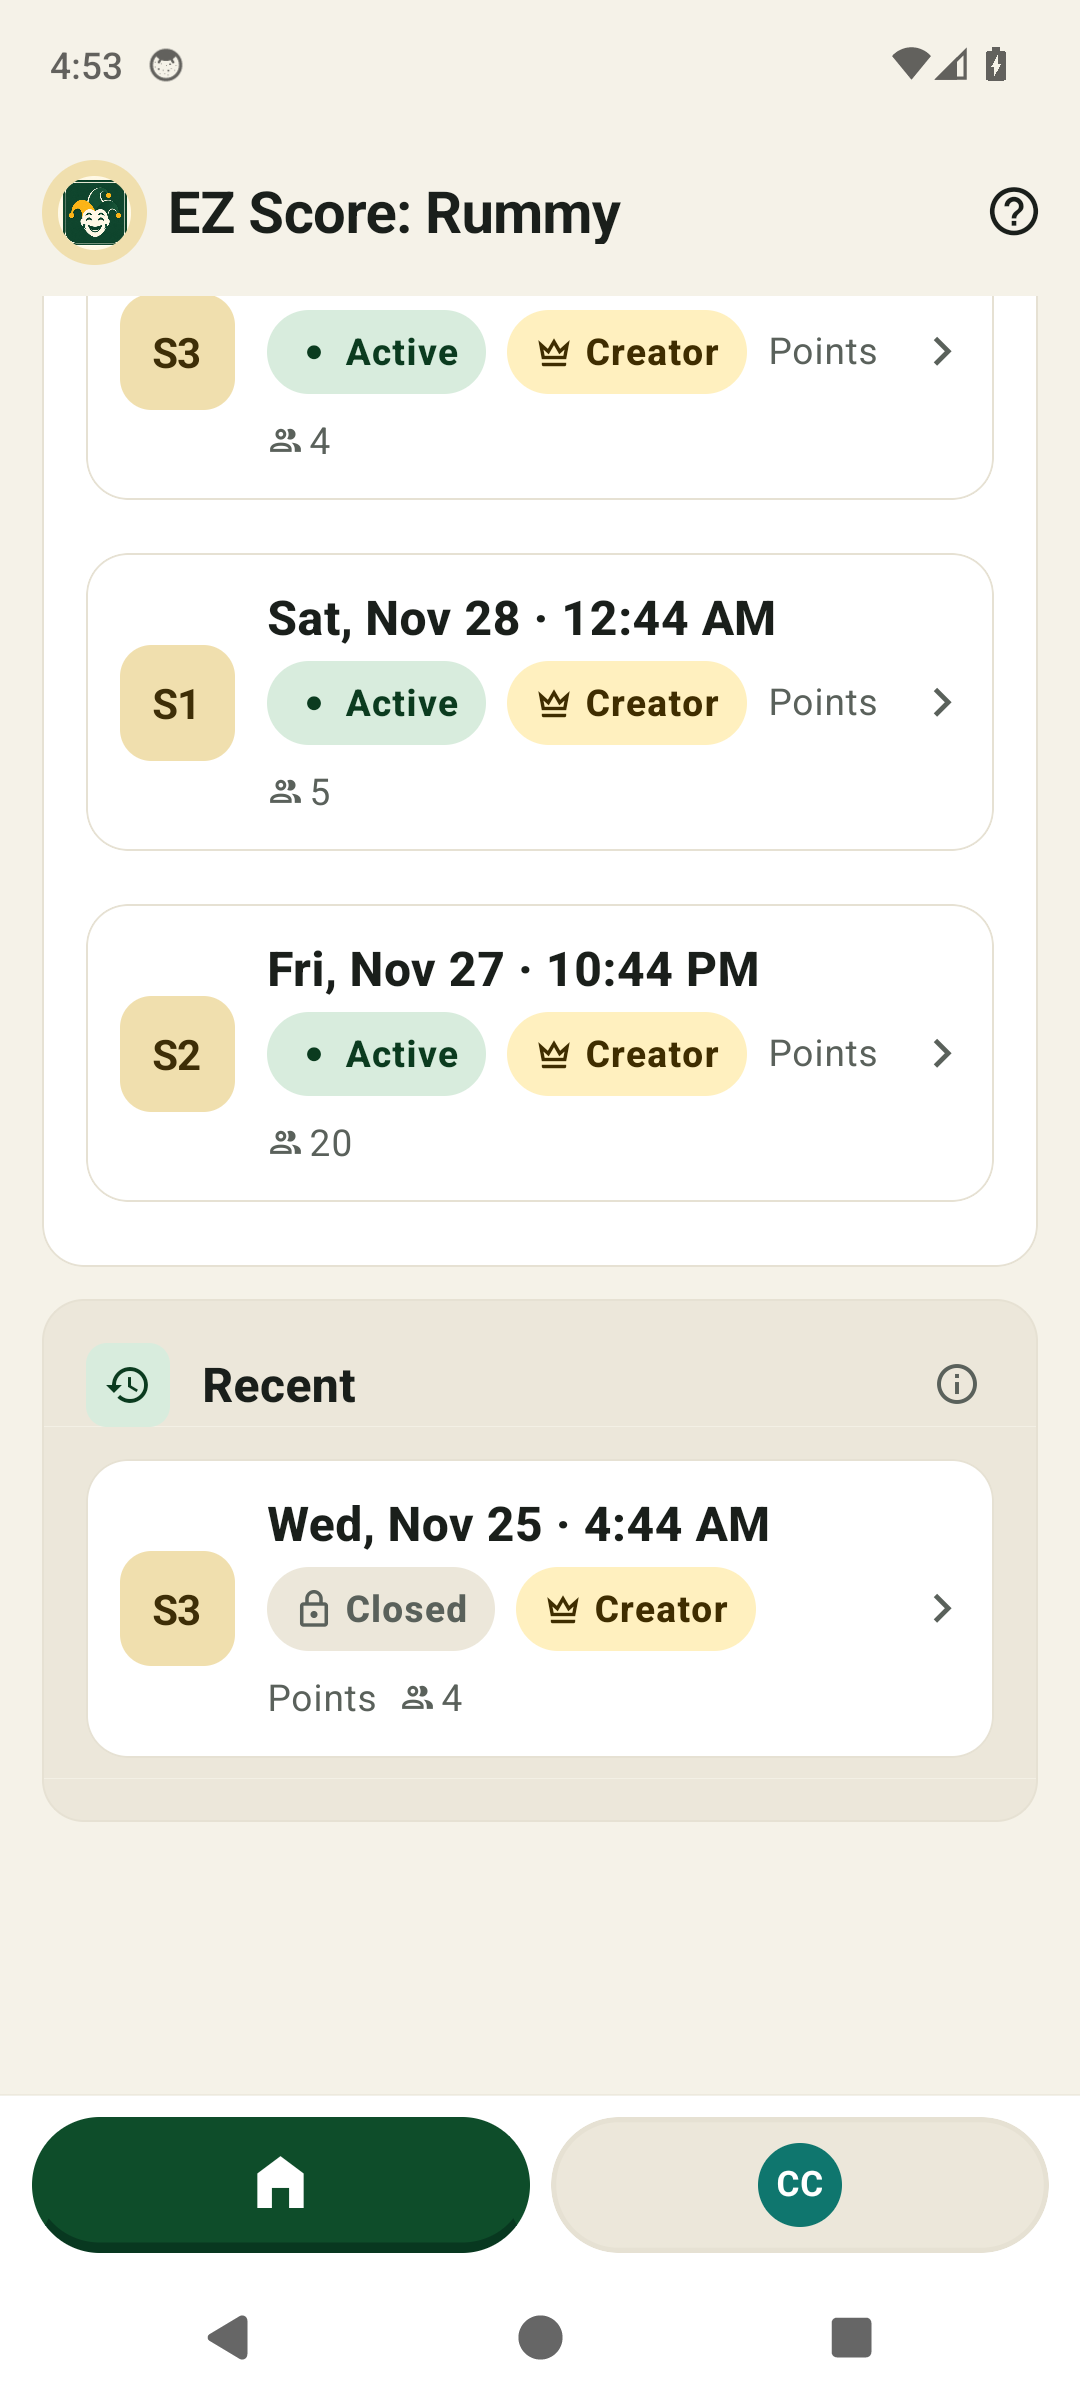 4:53
EZ Score: Rummy
S3
Active
Creator
Points
4
Sat, Nov 28 · 12:44 AM
S1
Active
Creator
Points
5
Fri, Nov 27 · 10:44 PM
S2
Active
Creator
Points
20
Recent
Wed, Nov 25 · 4:44 AM
S3
Closed
Creator
Points
4
CC